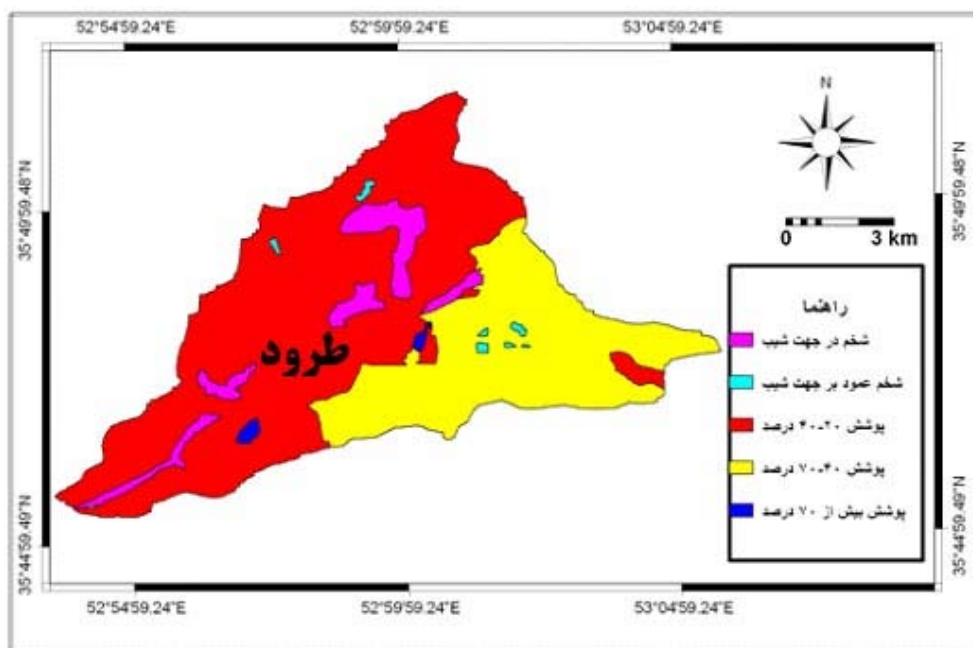 52°54'59.24"E 52°59'59.24"E 53°04'59.24"E
35°49'59.48"N
35°49'59.48"N
N
0 3 km
راهنما
شخم در جهت شیب
شخم عمود بر جهت شیب
پوشش ۲۰-۴۰ درصد
پوشش ۴۰-۷۰ درصد
پوشش بیش از ۷۰ درصد
طرود
35°44'59.49"N
35°44'59.49"N
52°54'59.24"E 52°59'59.24"E 53°04'59.24"E